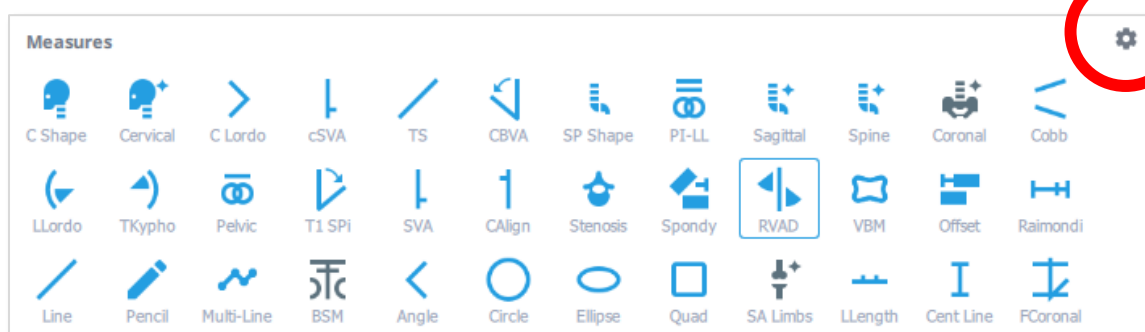 Measures
C Shape Cervical C Lordo cSVA TS CBVA SP Shape PI-LL Sagittal Spine Coronal Cobb
LLordo TKypho Pelvic T1 SPi SVA CAlign Stenosis Spondy RVAD VBM Offset Raimondi
Line Pencil Multi-Line BSM Angle Circle Ellipse Quad SA Limbs LLength Cent Line FCoronal